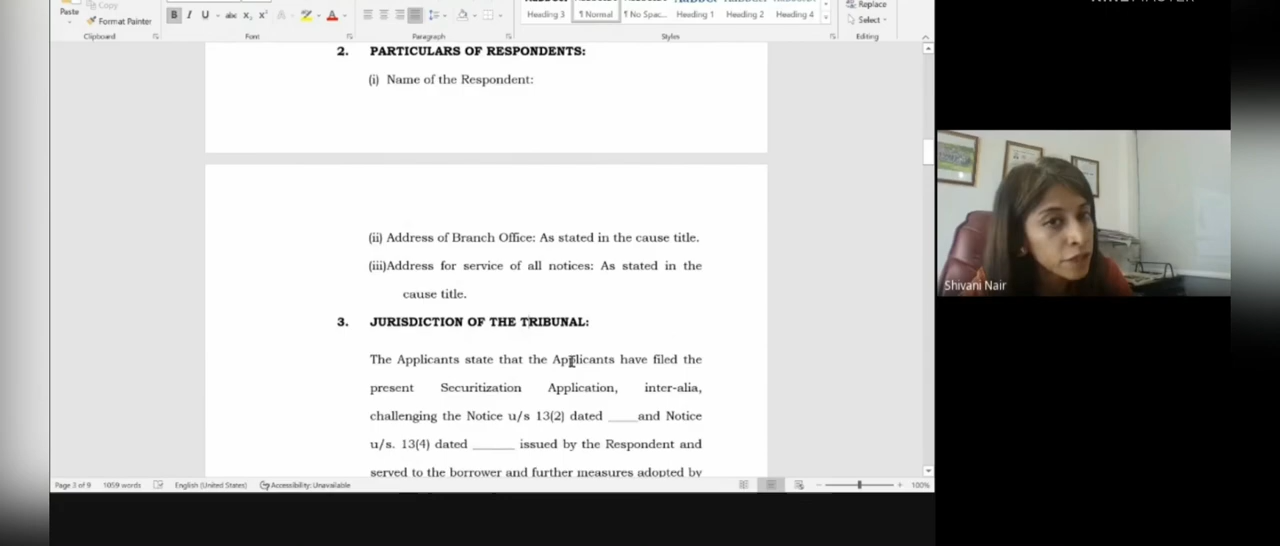 Paste
Copy
Format Painter
B I U abc X₂ X² A A
Heading 3
¶ Normal
¶ No Spac...
Heading 1
Heading 2
Heading 4
Replace
Select
Clipboard
Font
Paragraph
Styles
Editing
2. PARTICULARS OF RESPONDENTS:
(i) Name of the Respondent:
(ii) Address of Branch Office: As stated in the cause title.
(iii)Address for service of all notices: As stated in the
cause title.
3. JURISDICTION OF THE TRIBUNAL:
The Applicants state that the Applicants have filed the
present Securitization Application, inter-alia,
challenging the Notice u/s 13(2) dated ____and Notice
u/s. 13(4) dated ______ issued by the Respondent and
served to the borrower and further measures adopted by
Page 3 of 9
1059 words
English (United States)
Accessibility: Unavailable
100%
Shivani Nair